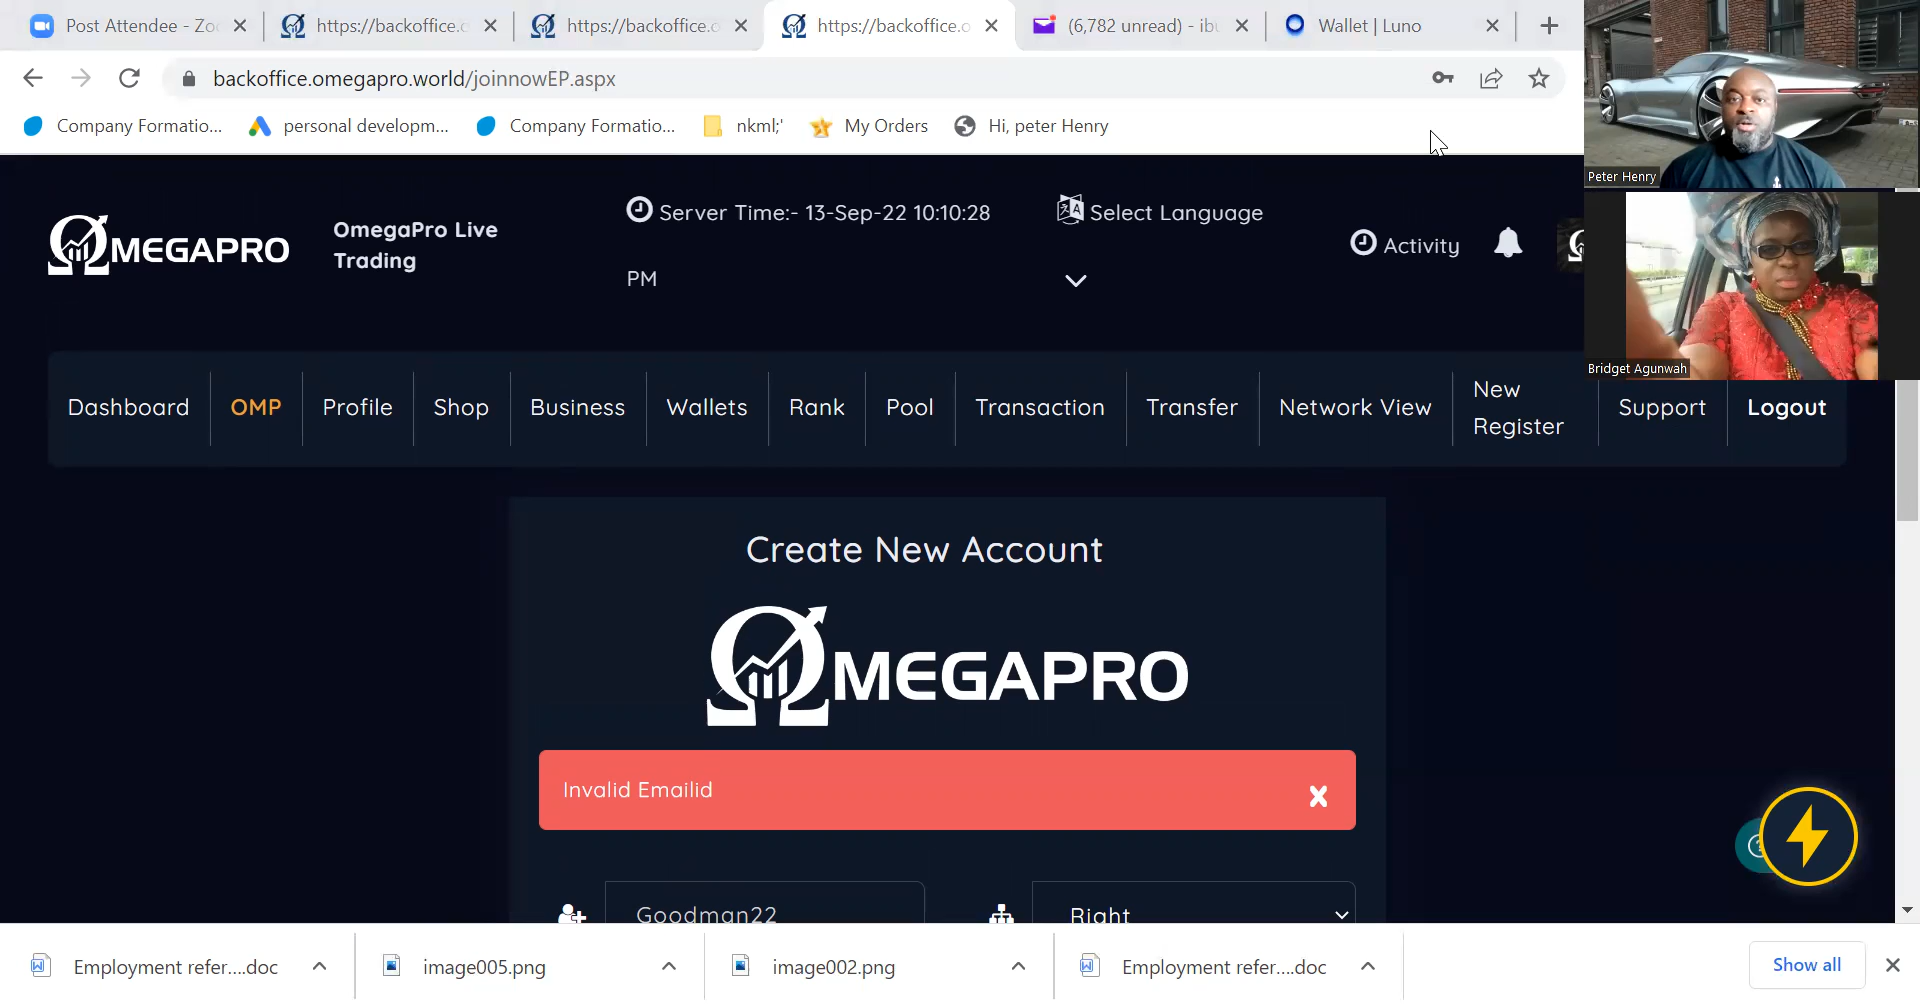 Post Attendee - Zo
https://backoffice.c
https://backoffice.o
https://backoffice.o
(6,782 unread) - ibu
Wallet | Luno
backoffice.omegapro.world/joinnowEP.aspx
Company Formatio...
personal developm...
Company Formatio...
nkml;'
My Orders
Hi, peter Henry
Peter Henry
Bridget Agunwah
ΩMEGAPRO
OmegaPro Live
Trading
Server Time:- 13-Sep-22 10:10:28
PM
Select Language
Activity
Dashboard
OMP
Profile
Shop
Business
Wallets
Rank
Pool
Transaction
Transfer
Network View
New
Register
Support
Logout
Create New Account
ΩMEGAPRO
Invalid Emailid
Goodman22
Right
Employment refer....doc
image005.png
image002.png
Employment refer....doc
Show all